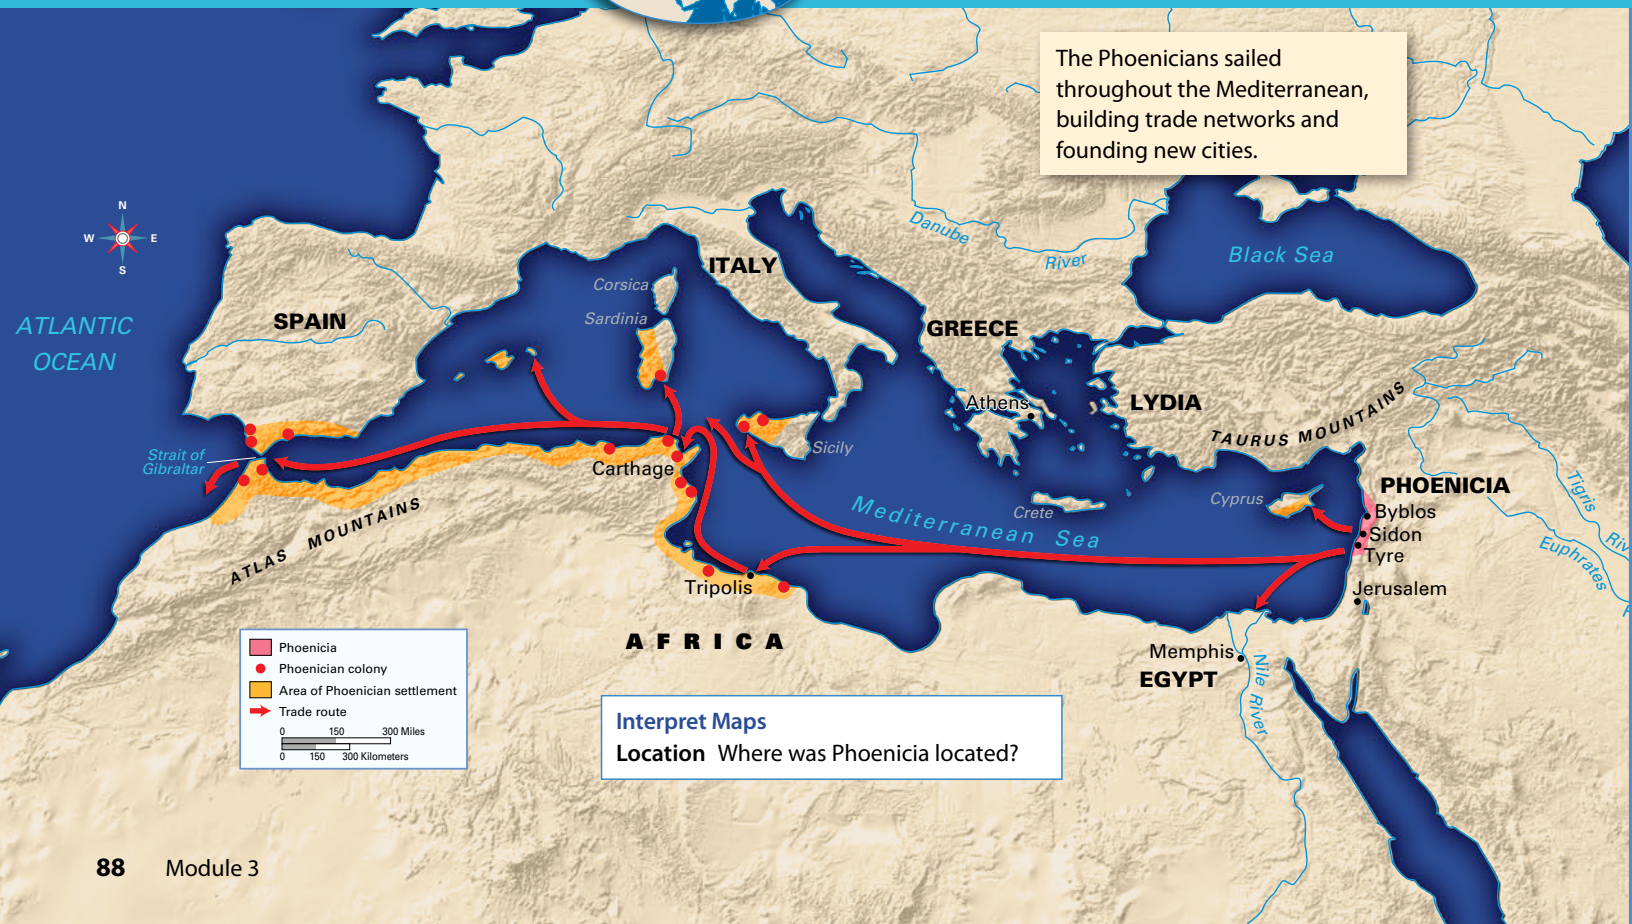 The Phoenicians sailed
throughout the Mediterranean,
building trade networks and
founding new cities.
N
W
E
S
ATLANTIC
OCEAN
SPAIN
Corsica
Sardinia
ITALY
Danube
River
Black Sea
GREECE
Athens
LYDIA
TAURUS MOUNTAINS
Strait of
Gibraltar
Sicily
Carthage
ATLAS MOUNTAINS
Mediterranean Sea
Crete
Cyprus
PHOENICIA
Byblos
Sidon
Tyre
Jerusalem
Tigris
Euphrates
Tripolis
AFRICA
Memphis
EGYPT
Nile River
Phoenicia
Phoenician colony
Area of Phoenician settlement
Trade route
0 150 300 Miles
0 150 300 Kilometers
Interpret Maps
Location Where was Phoenicia located?
88 Module 3